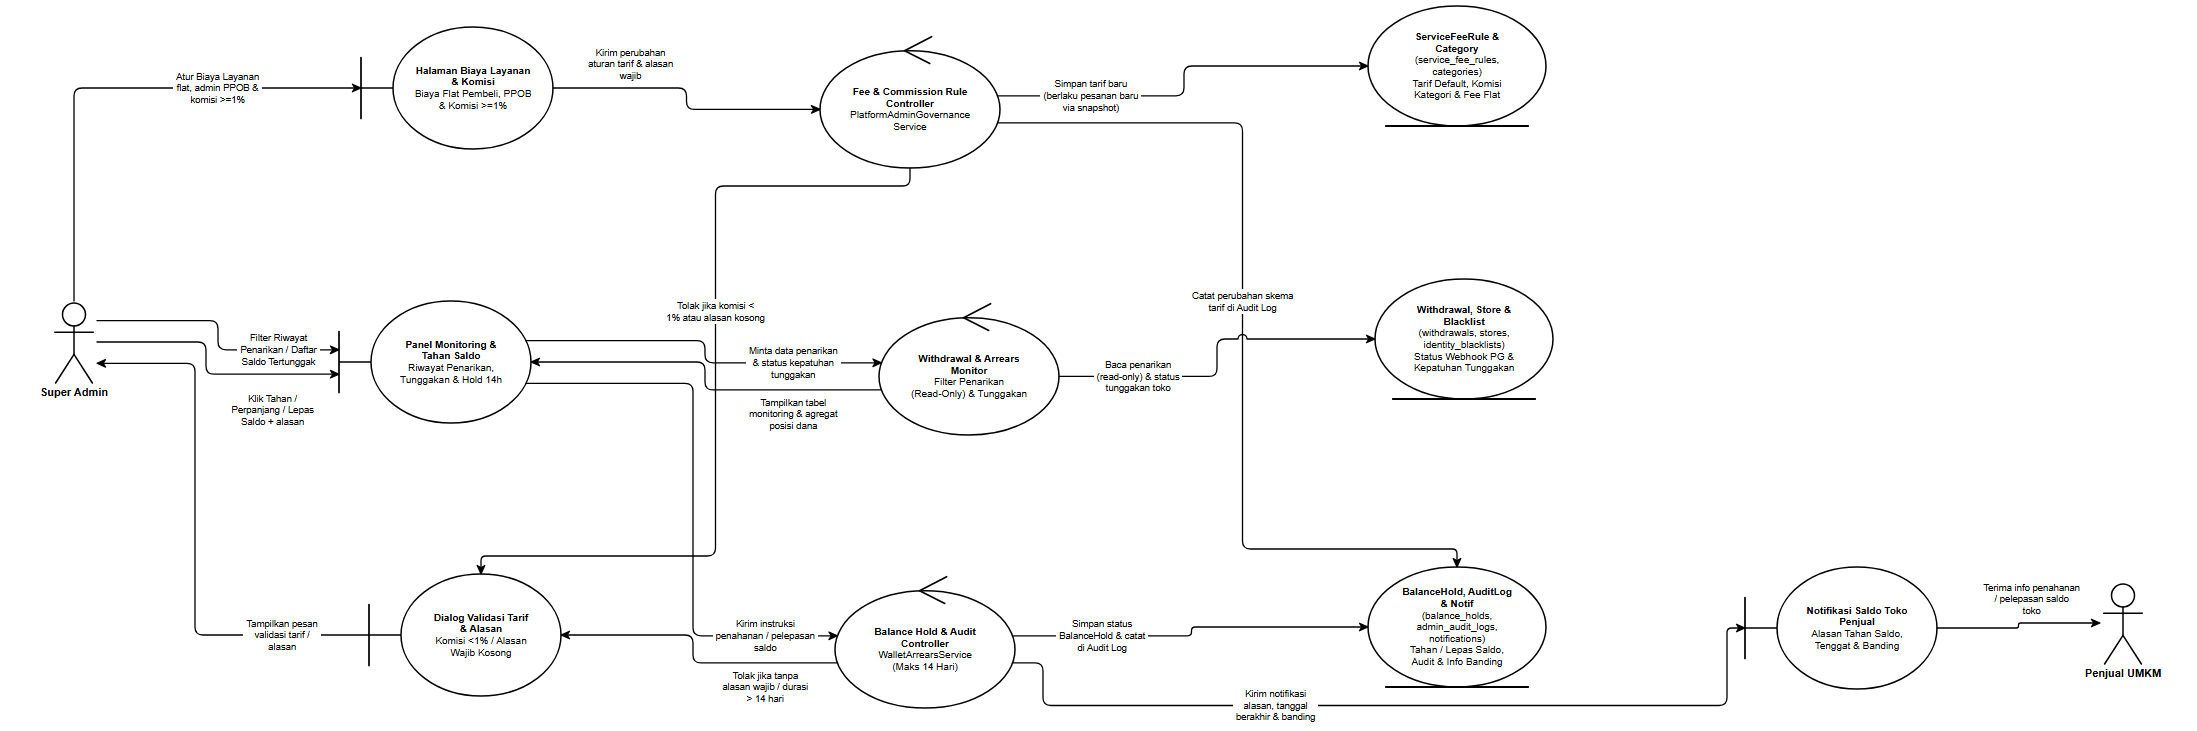 Atur Biaya Layanan
flat, admin PPOB &
komisi >=1%
Halaman Biaya Layanan
& Komisi
Biaya Flat Pembeli, PPOB
& Komisi >=1%
Kirim perubahan
aturan tarif & alasan
wajib
Fee & Commission Rule
Controller
PlatformAdminGovernance
Service
Simpan tarif baru
(berlaku pesanan baru
via snapshot)
ServiceFeeRule &
Category
(service_fee_rules,
categories)
Tarif Default, Komisi
Kategori & Fee Flat
Tolak jika komisi <
1% atau alasan kosong
Catat perubahan skema
tarif di Audit Log
Super Admin
Filter Riwayat
Penarikan / Daftar
Saldo Tertunggak
Klik Tahan /
Perpanjang / Lepas
Saldo + alasan
Panel Monitoring &
Tahan Saldo
Riwayat Penarikan,
Tunggakan & Hold 14h
Minta data penarikan
& status kepatuhan
tunggakan
Tampilkan tabel
monitoring & agregat
posisi dana
Withdrawal & Arrears
Monitor
Filter Penarikan
(Read-Only) & Tunggakan
Baca penarikan
(read-only) & status
tunggakan toko
Withdrawal, Store &
Blacklist
(withdrawals, stores,
identity_blacklists)
Status Webhook PG &
Kepatuhan Tunggakan
Tampilkan pesan
validasi tarif /
alasan
Dialog Validasi Tarif
& Alasan
Komisi <1% / Alasan
Wajib Kosong
Kirim instruksi
penahanan / pelepasan
saldo
Tolak jika tanpa
alasan wajib / durasi
> 14 hari
Balance Hold & Audit
Controller
WalletArrearsService
(Maks 14 Hari)
Simpan status
BalanceHold & catat
di Audit Log
BalanceHold, AuditLog
& Notif
(balance_holds,
admin_audit_logs,
notifications)
Tahan / Lepas Saldo,
Audit & Info Banding
Kirim notifikasi
alasan, tanggal
berakhir & banding
Notifikasi Saldo Toko
Penjual
Alasan Tahan Saldo,
Tenggat & Banding
Terima info penahanan
/ pelepasan saldo
toko
Penjual UMKM